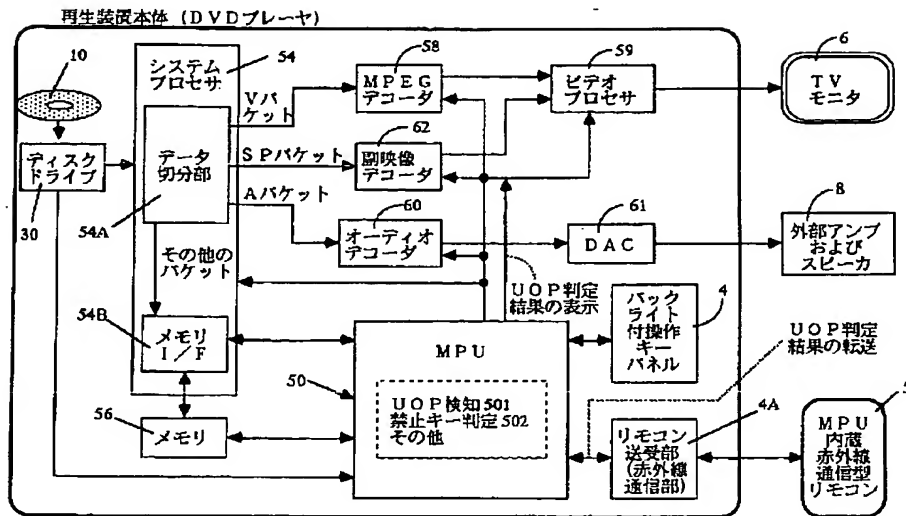 再生装置本体 (DVDプレーヤ)
10
ディスク
ドライブ
30
システム
プロセサ
54
データ
切分部
54A
Vパ
ケット
SPパケット
Aパケット
その他の
パケット
54B
メモリ
I/F
56
メモリ
58
MPEG
デコーダ
62
副映像
デコーダ
60
オーディオ
デコーダ
59
ビデオ
プロセサ
61
DAC
6
TV
モニタ
8
外部アンプ
および
スピーカ
UOP判定
結果の表示
50
MPU
UOP検知501
禁止キー判定502
その他
4
バック
ライト
付操作
キー
パネル
UOP判定
結果の転送
4A
リモコン
送受部
(赤外線
通信部)
5
MPU
内蔵
赤外線
通信型
リモコン